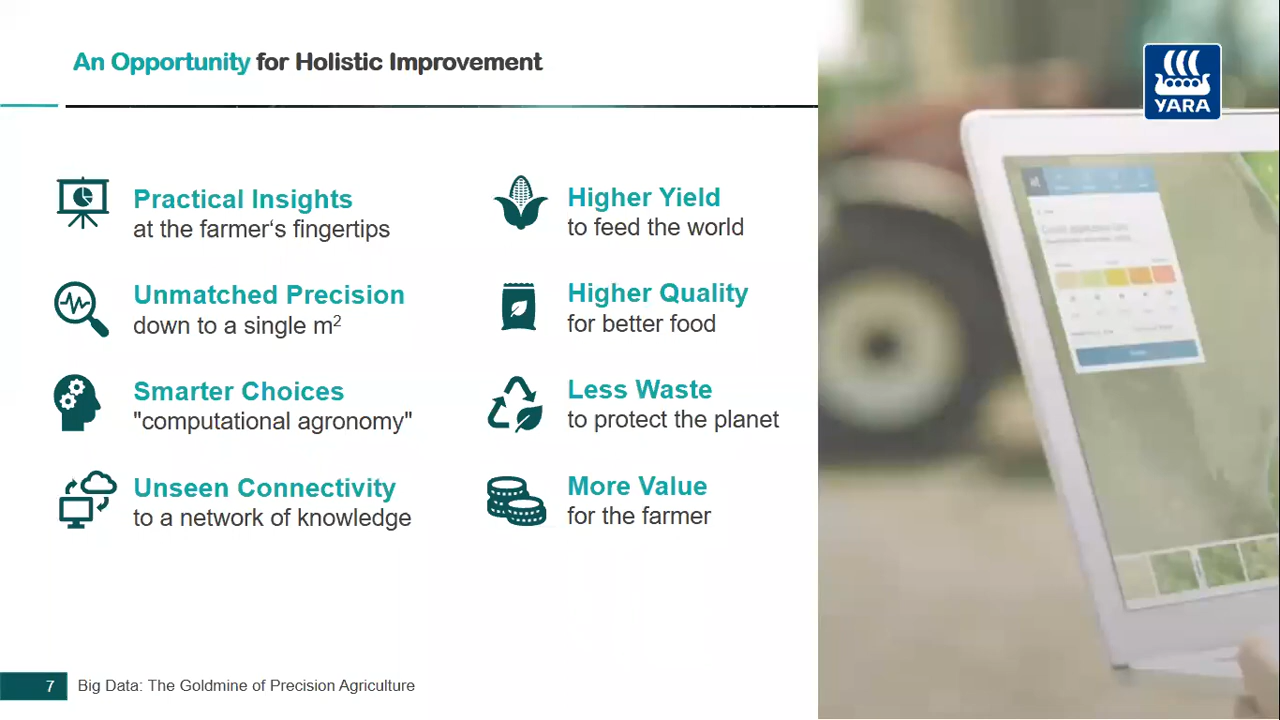 An Opportunity for Holistic Improvement
YARA
Practical Insights
at the farmer‘s fingertips
Unmatched Precision
down to a single m²
Smarter Choices
"computational agronomy"
Unseen Connectivity
to a network of knowledge
Higher Yield
to feed the world
Higher Quality
for better food
Less Waste
to protect the planet
More Value
for the farmer
7
Big Data: The Goldmine of Precision Agriculture